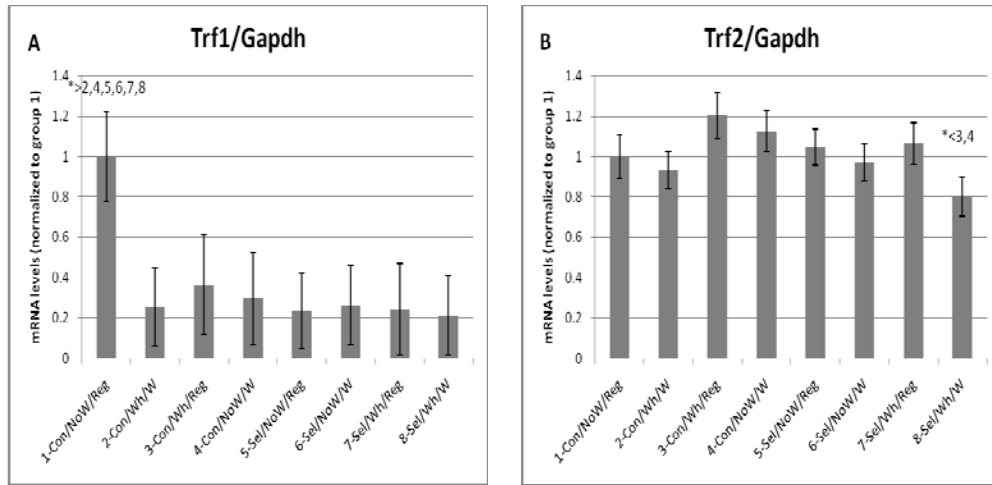 A
Trf1/Gapdh
mRNA levels (normalized to group 1)
1.4
1.2
1
0.8
0.6
0.4
0.2
0
*>2,4,5,6,7,8
1-Con/NoW/Reg
2-Con/Wh/W
3-Con/Wh/Reg
4-Con/NoW/W
5-Sel/NoW/Reg
6-Sel/NoW/W
7-Sel/Wh/Reg
8-Sel/Wh/W
B
Trf2/Gapdh
mRNA levels (normalized to group 1)
1.4
1.2
1
0.8
0.6
0.4
0.2
0
*<3,4
1-Con/NoW/Reg
2-Con/Wh/W
3-Con/Wh/Reg
4-Con/NoW/W
5-Sel/NoW/Reg
6-Sel/NoW/W
7-Sel/Wh/Reg
8-Sel/Wh/W